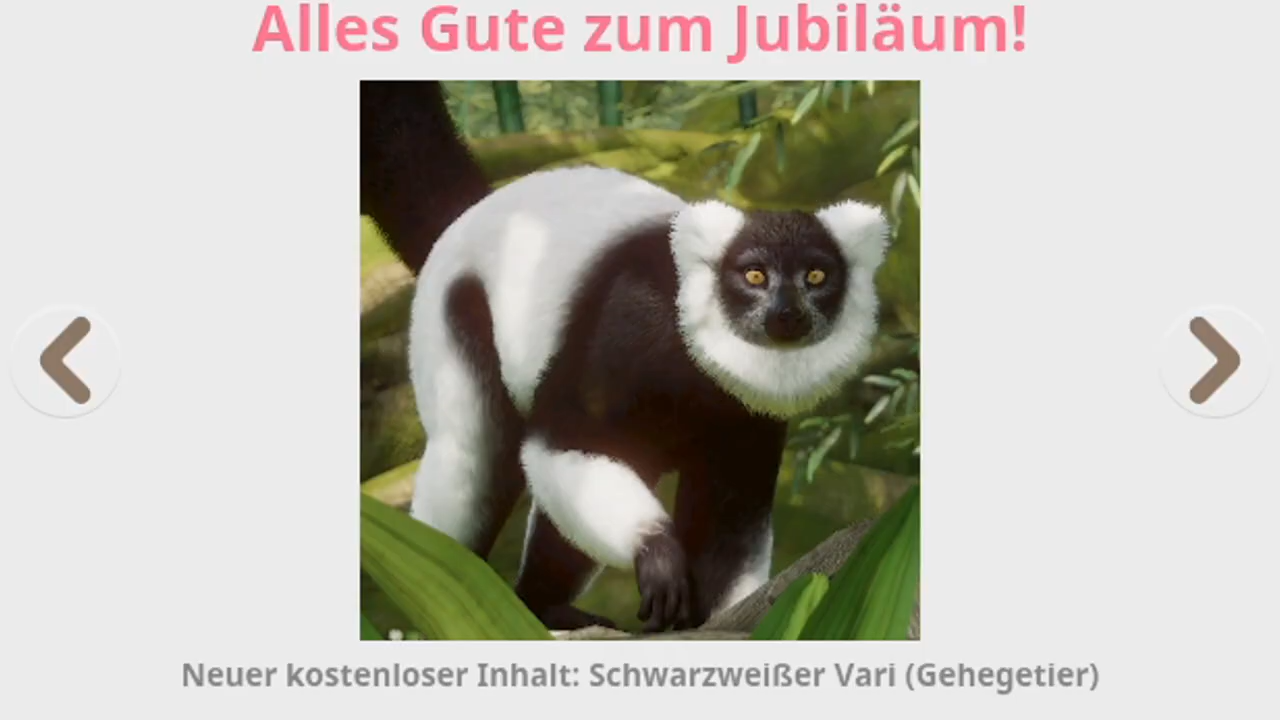 Alles Gute zum Jubiläum!
Neuer kostenloser Inhalt: Schwarzweißer Vari (Gehegetier)